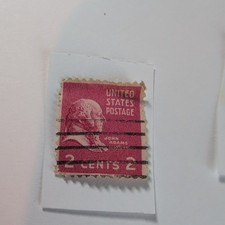 UNITED
STATES
POSTAGE
JOHN
ADAMS
2 CENTS 2